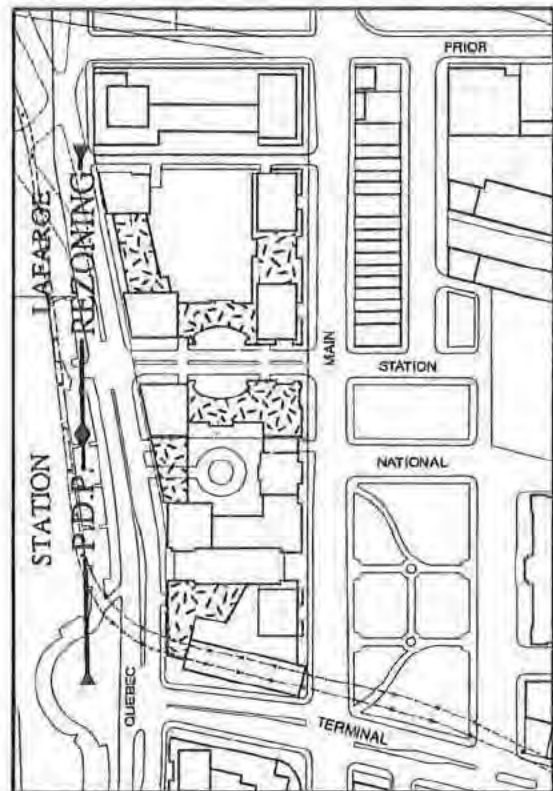 PRIOR
LAFARGE
REZONING
MAIN
STATION
STATION
P.D.P
NATIONAL
QUEBEC
TERMINAL